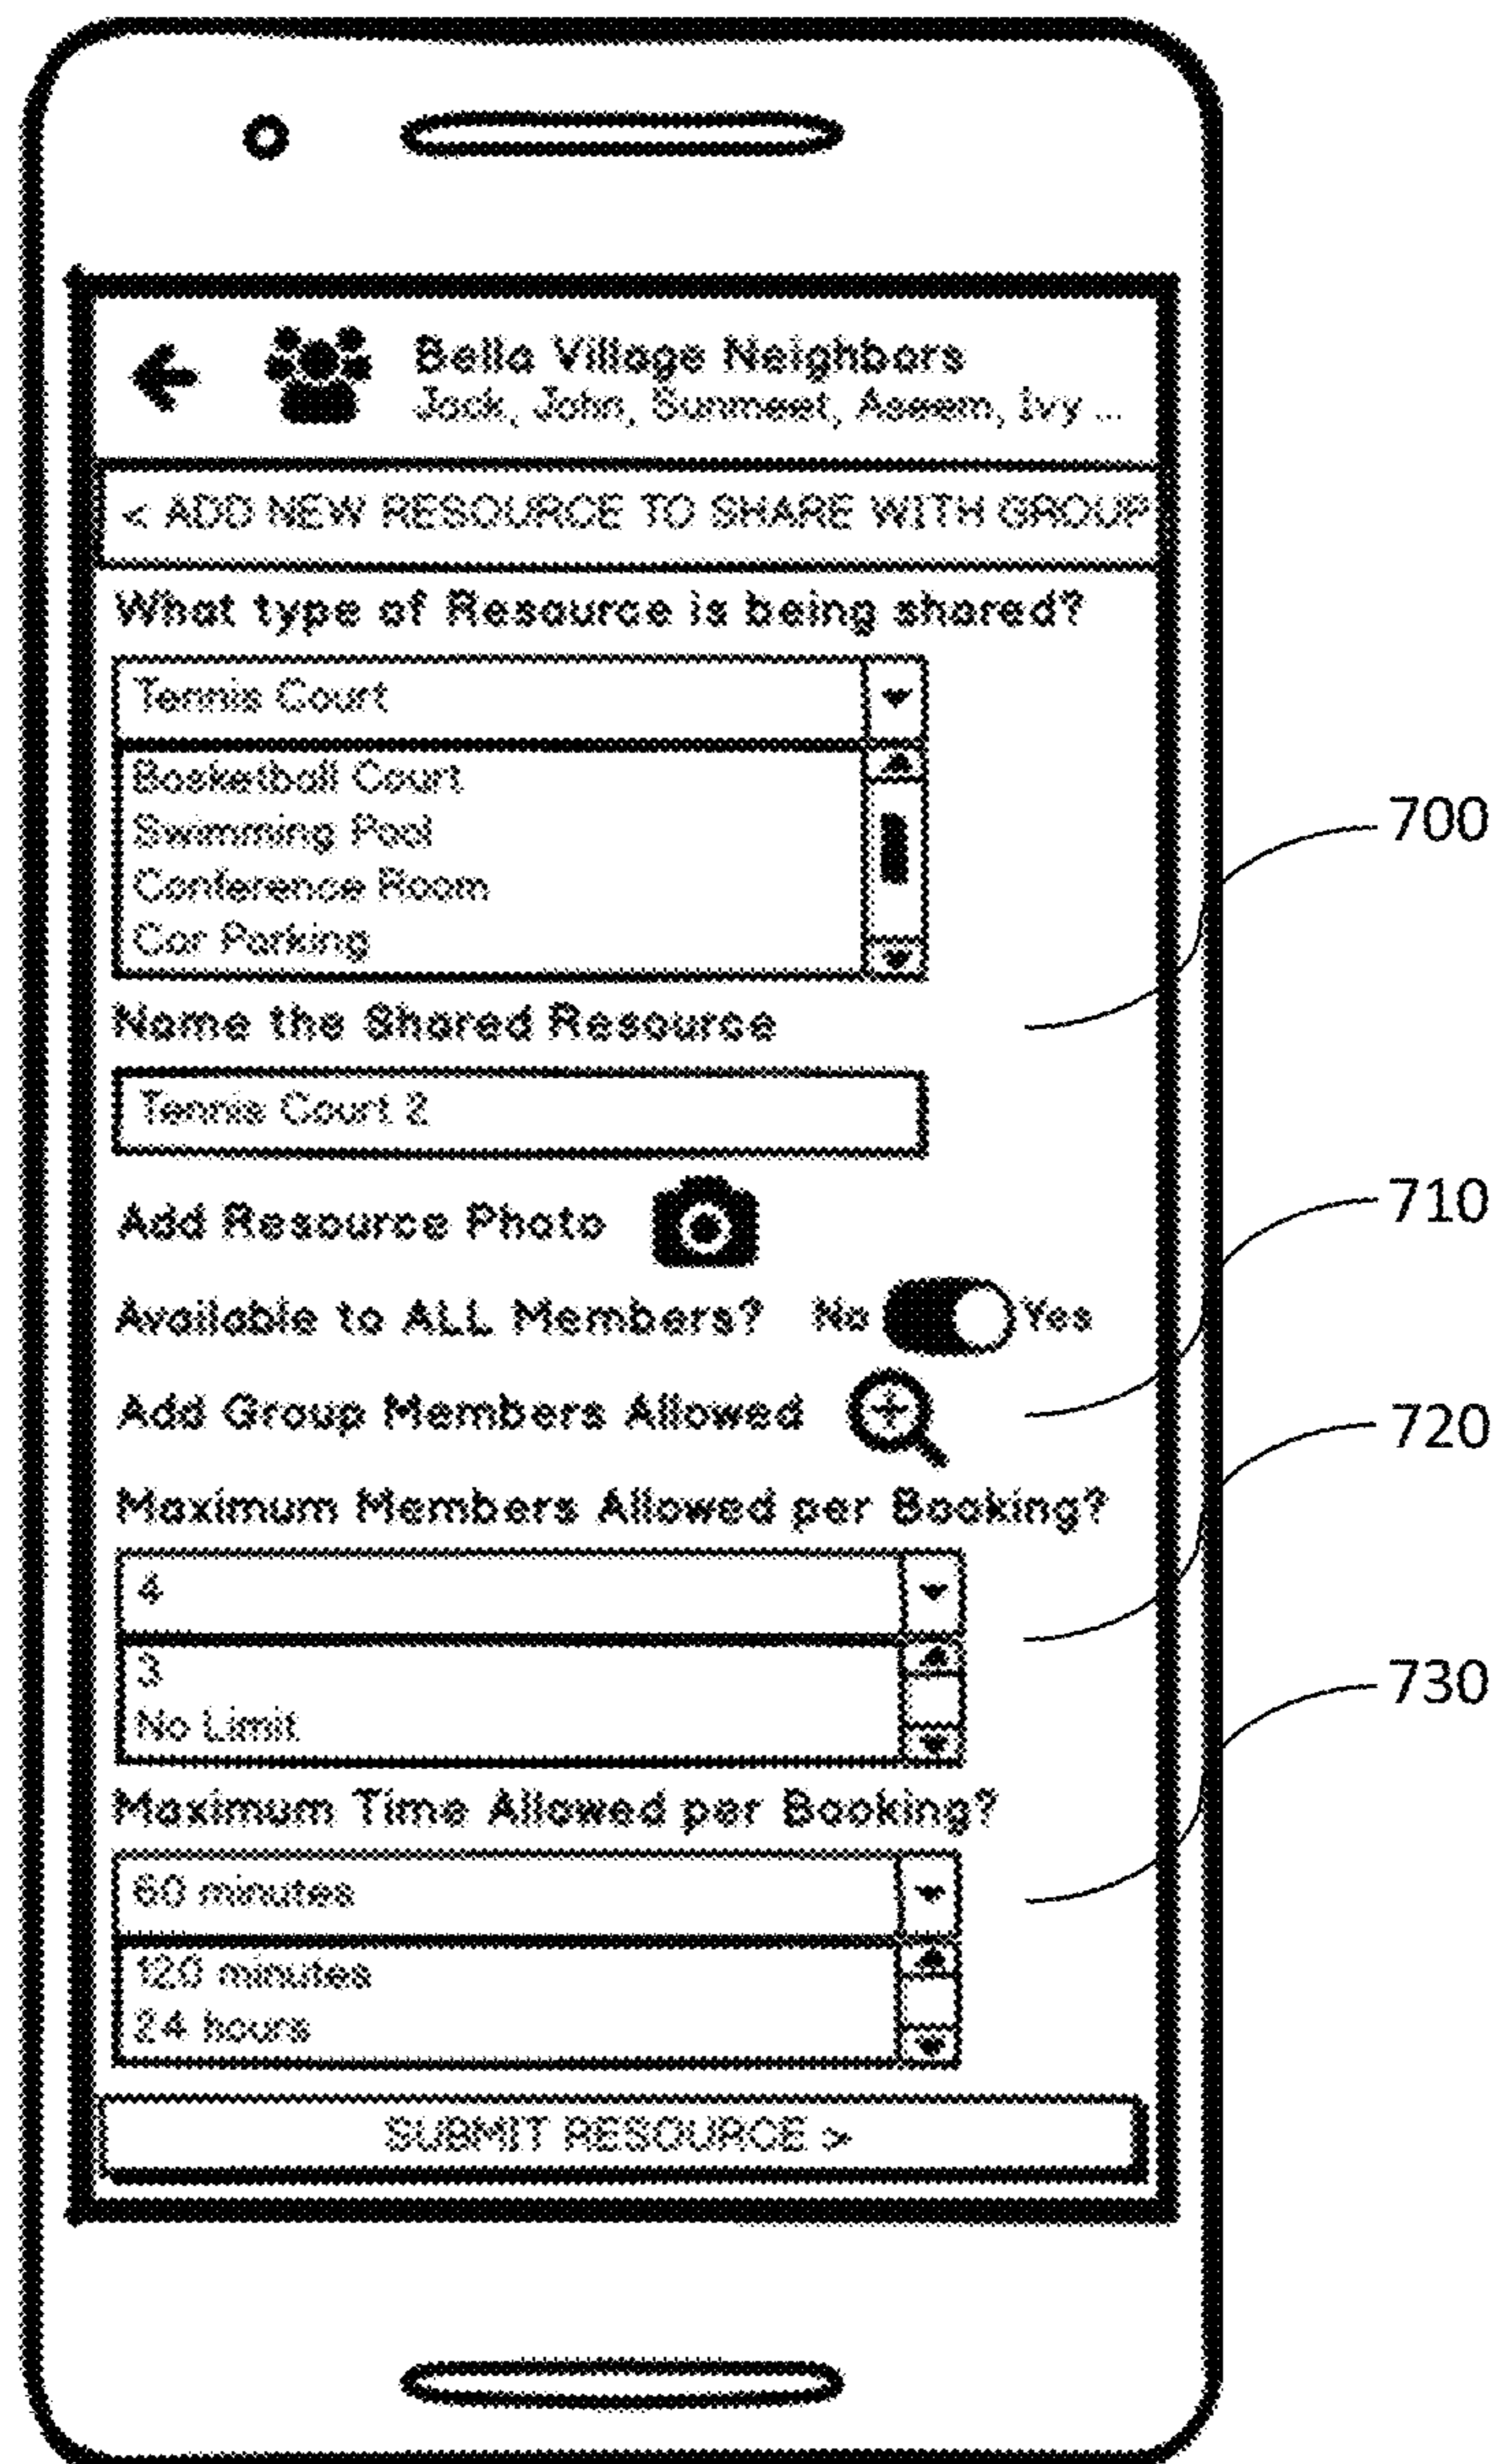 Bella Village Neighbors
Jack, John, Sunmeet, Aseem, Ivy ...
< ADD NEW RESOURCE TO SHARE WITH GROUP
What type of Resource is being shared?
Tennis Court
Basketball Court
Swimming Pool
Conference Room
Car Parking
700
Name the Shared Resource
Tennis Court 2
Add Resource Photo
710
Available to ALL Members? No Yes
Add Group Members Allowed
720
Maximum Members Allowed per Booking?
4
3
No Limit
730
Maximum Time Allowed per Booking?
60 minutes
120 minutes
24 hours
SUBMIT RESOURCE >